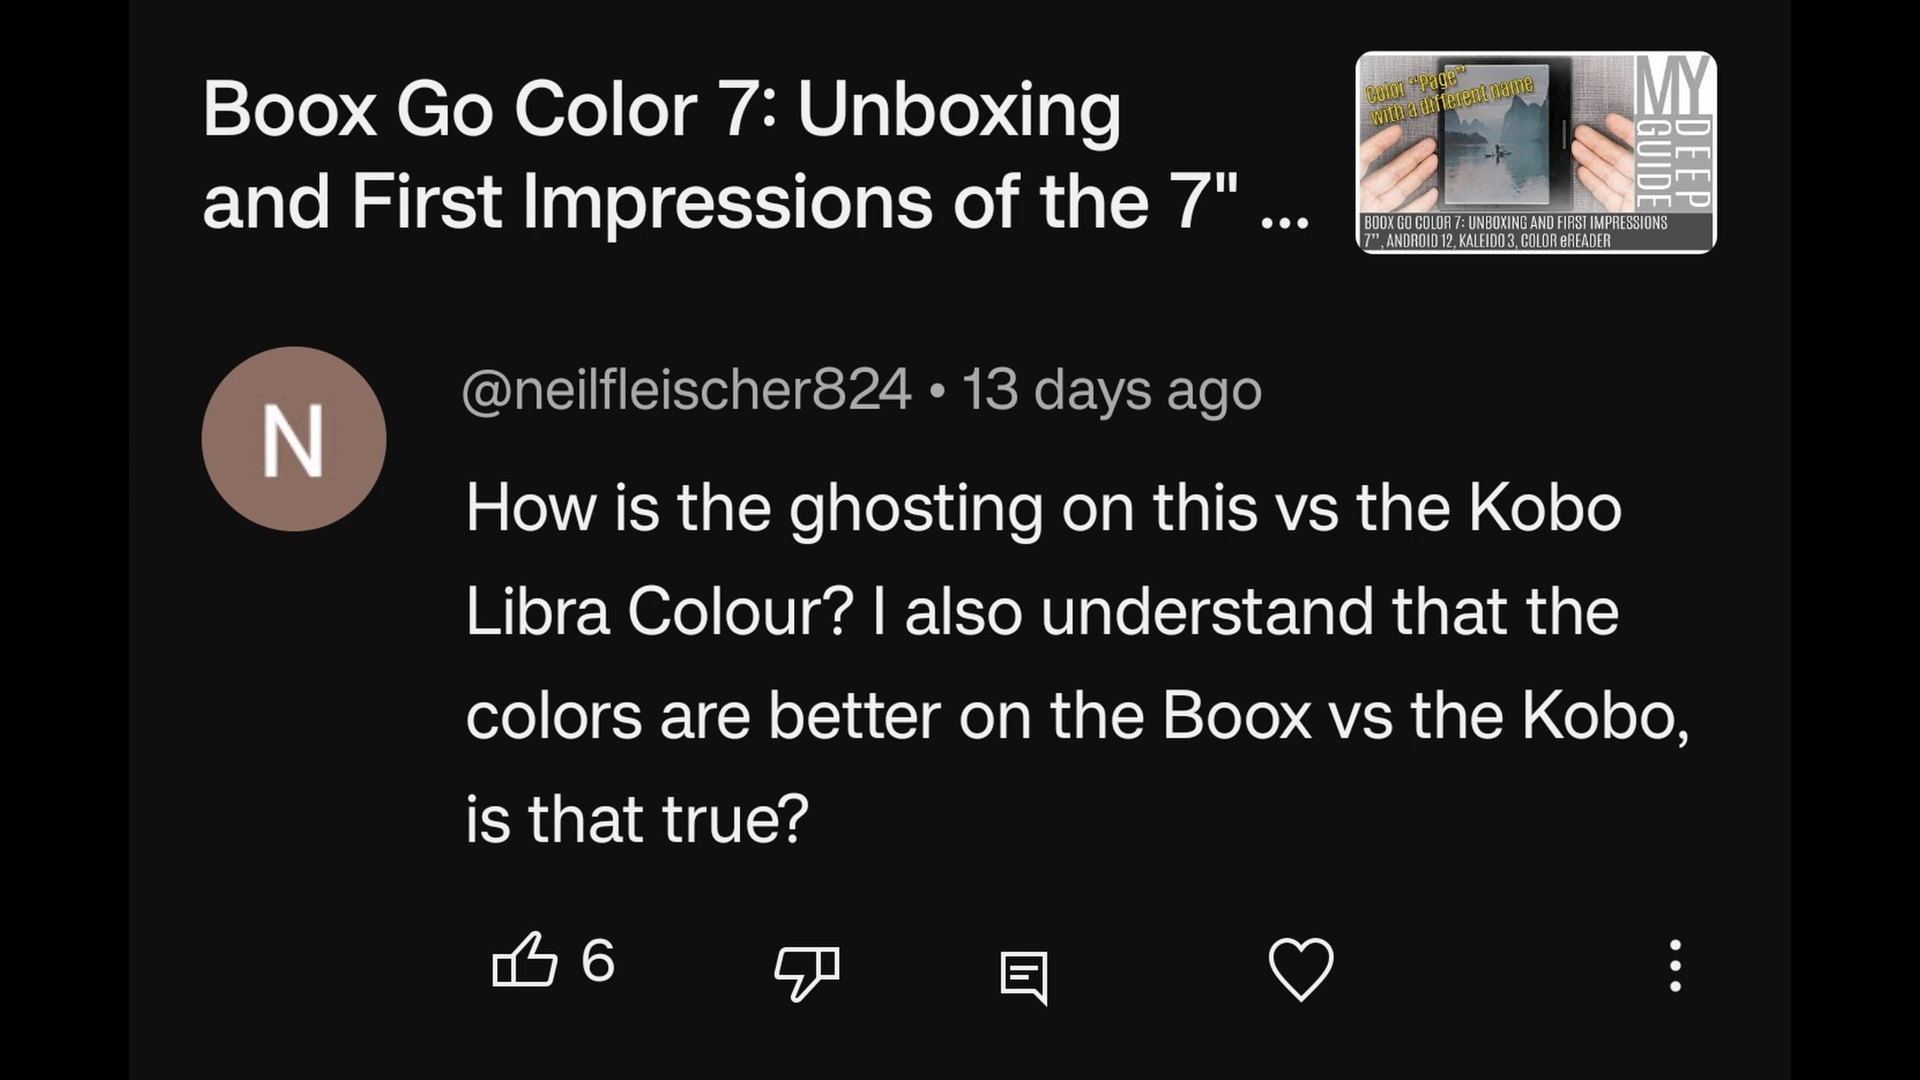 Boox Go Color 7: Unboxing
and First Impressions of the 7" ...
Color "Page"
with a different name
MY
DEEP
GUIDE
BOOX GO COLOR 7: UNBOXING AND FIRST IMPRESSIONS
7", ANDROID 12, KALEIDO 3, COLOR eREADER
N
@neilfleischer824 • 13 days ago
How is the ghosting on this vs the Kobo
Libra Colour? I also understand that the
colors are better on the Boox vs the Kobo,
is that true?
6